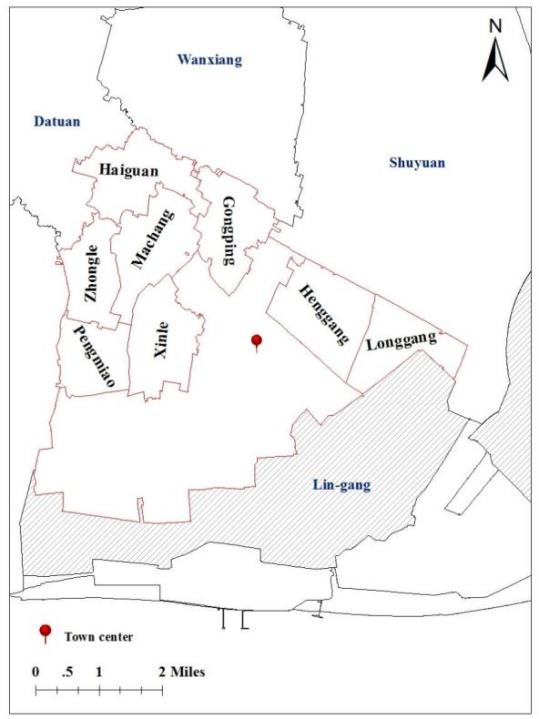 N
Wanxiang
Datuan
Shuyuan
Haiguan
Gongping
Machang
Zhongle
Henggang
Xinle
Pengmiao
Longgang
Lin-gang
Town center
0 .5 1 2 Miles